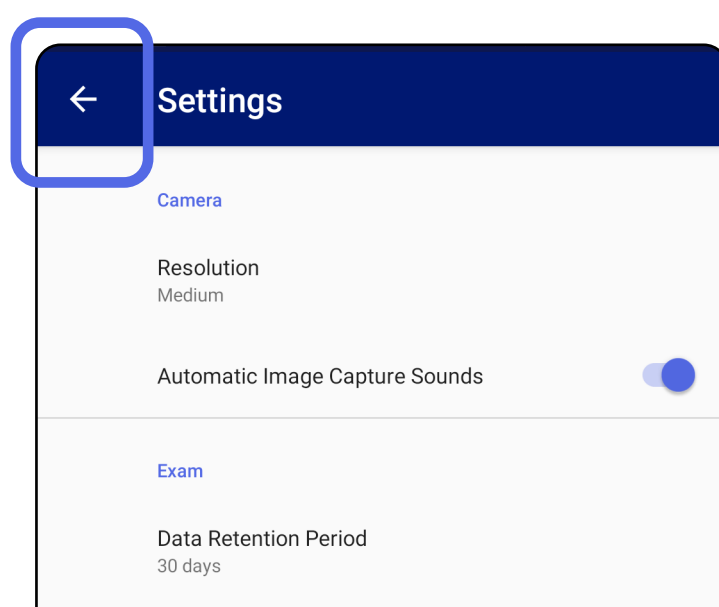 Settings
Camera
Resolution
Medium
Automatic Image Capture Sounds
Exam
Data Retention Period
30 days